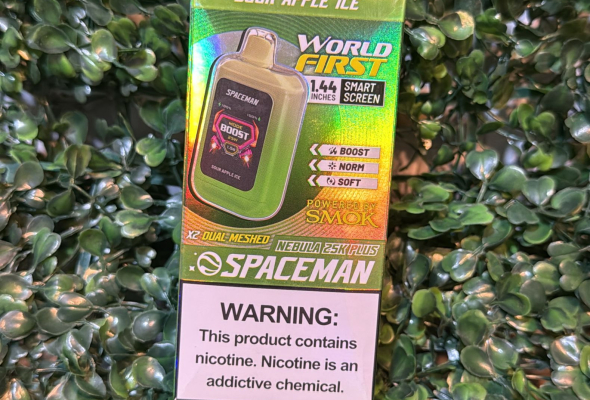 SOUR APPLE ICE
WORLD
FIRST
1.44
INCHES
SMART
SCREEN
SPACEMAN
BOOST
SOUR APPLE ICE
BOOST
NORM
SOFT
POWERED BY
SMOK
X2 DUAL MESHED
NEBULA 25K PLUS
SPACEMAN
WARNING:
This product contains
nicotine. Nicotine is an
addictive chemical.